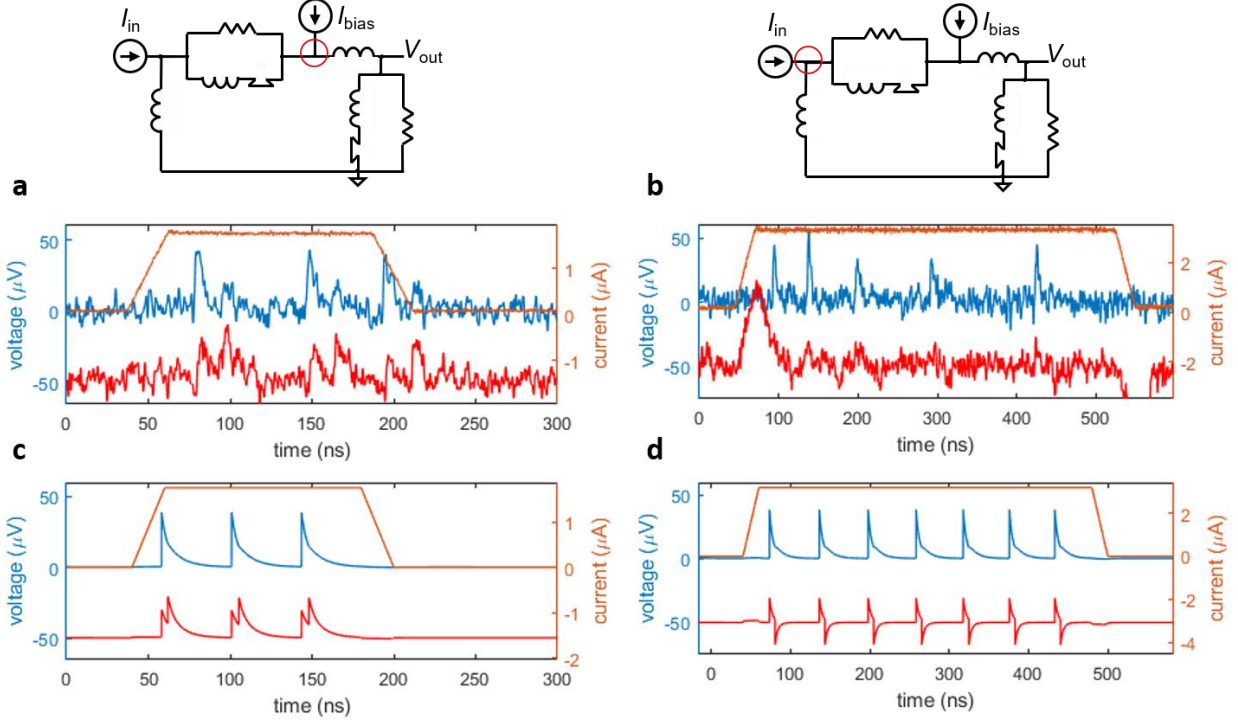 I_in I_bias V_out
I_in I_bias V_out
a
b
voltage (μV)
50
0
-50
1
0
-1
current (μA)
0 50 100 150 200 250 300
time (ns)
voltage (μV)
50
0
-50
2
0
-2
current (μA)
0 100 200 300 400 500
time (ns)
c
d
voltage (μV)
50
0
-50
1
0
-1
-2
current (μA)
0 50 100 150 200 250 300
time (ns)
voltage (μV)
50
0
-50
2
0
-2
-4
current (μA)
0 100 200 300 400 500
time (ns)